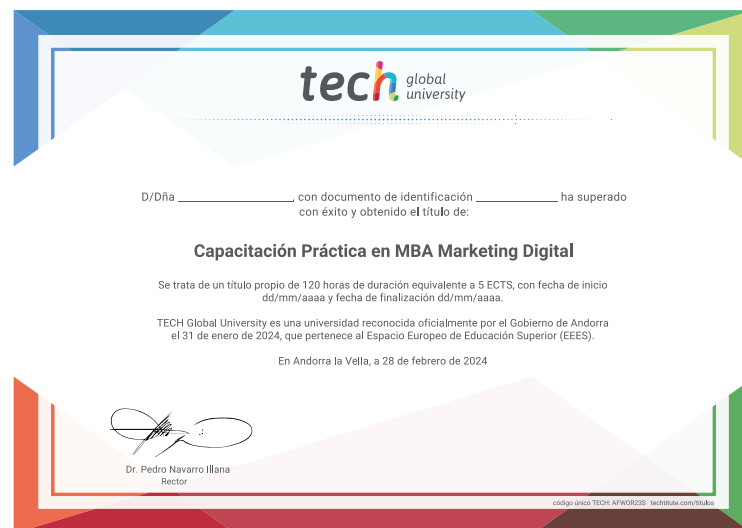 tech global university
D/Dña ____________, con documento de identificación ____________ ha superado
con éxito y obtenido el título de:
Capacitación Práctica en MBA Marketing Digital
Se trata de un título propio de 120 horas de duración equivalente a 5 ECTS, con fecha de inicio
dd/mm/aaaa y fecha de finalización dd/mm/aaaa.
TECH Global University es una universidad reconocida oficialmente por el Gobierno de Andorra
el 31 de enero de 2024, que pertenece al Espacio Europeo de Educación Superior (EEES).
En Andorra la Vella, a 28 de febrero de 2024
Dr. Pedro Navarro Illana
Rector
código único TECH: AFWOR23S techtitute.com/titulos